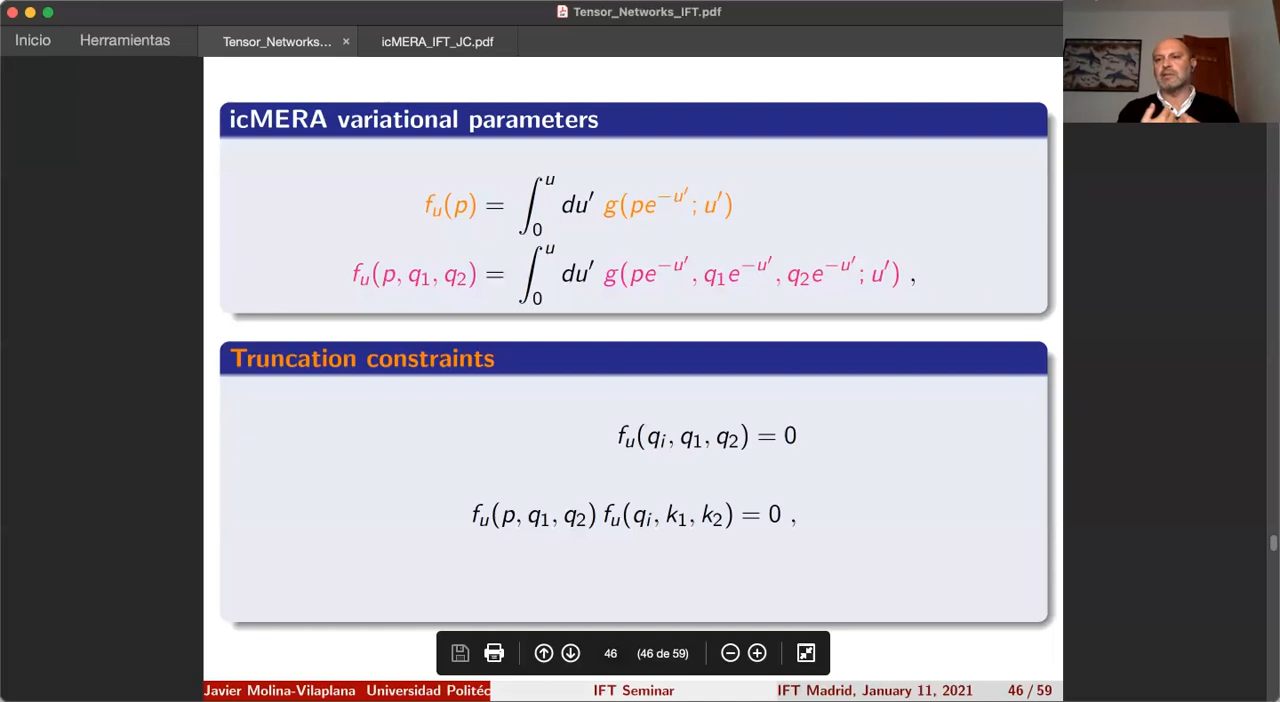 Tensor_Networks_IFT.pdf
Inicio Herramientas Tensor_Networks... × icMERA_IFT_JC.pdf
icMERA variational parameters
f_u(p) = ∫_0^u du′ g(pe^{−u′}; u′)
f_u(p, q_1, q_2) = ∫_0^u du′ g(pe^{−u′}, q_1e^{−u′}, q_2e^{−u′}; u′) ,
Truncation constraints
f_u(q_i, q_1, q_2) = 0
f_u(p, q_1, q_2) f_u(q_i, k_1, k_2) = 0 ,
46 (46 de 59)
Javier Molina-Vilaplana Universidad Politéc IFT Seminar IFT Madrid, January 11, 2021 46 / 59